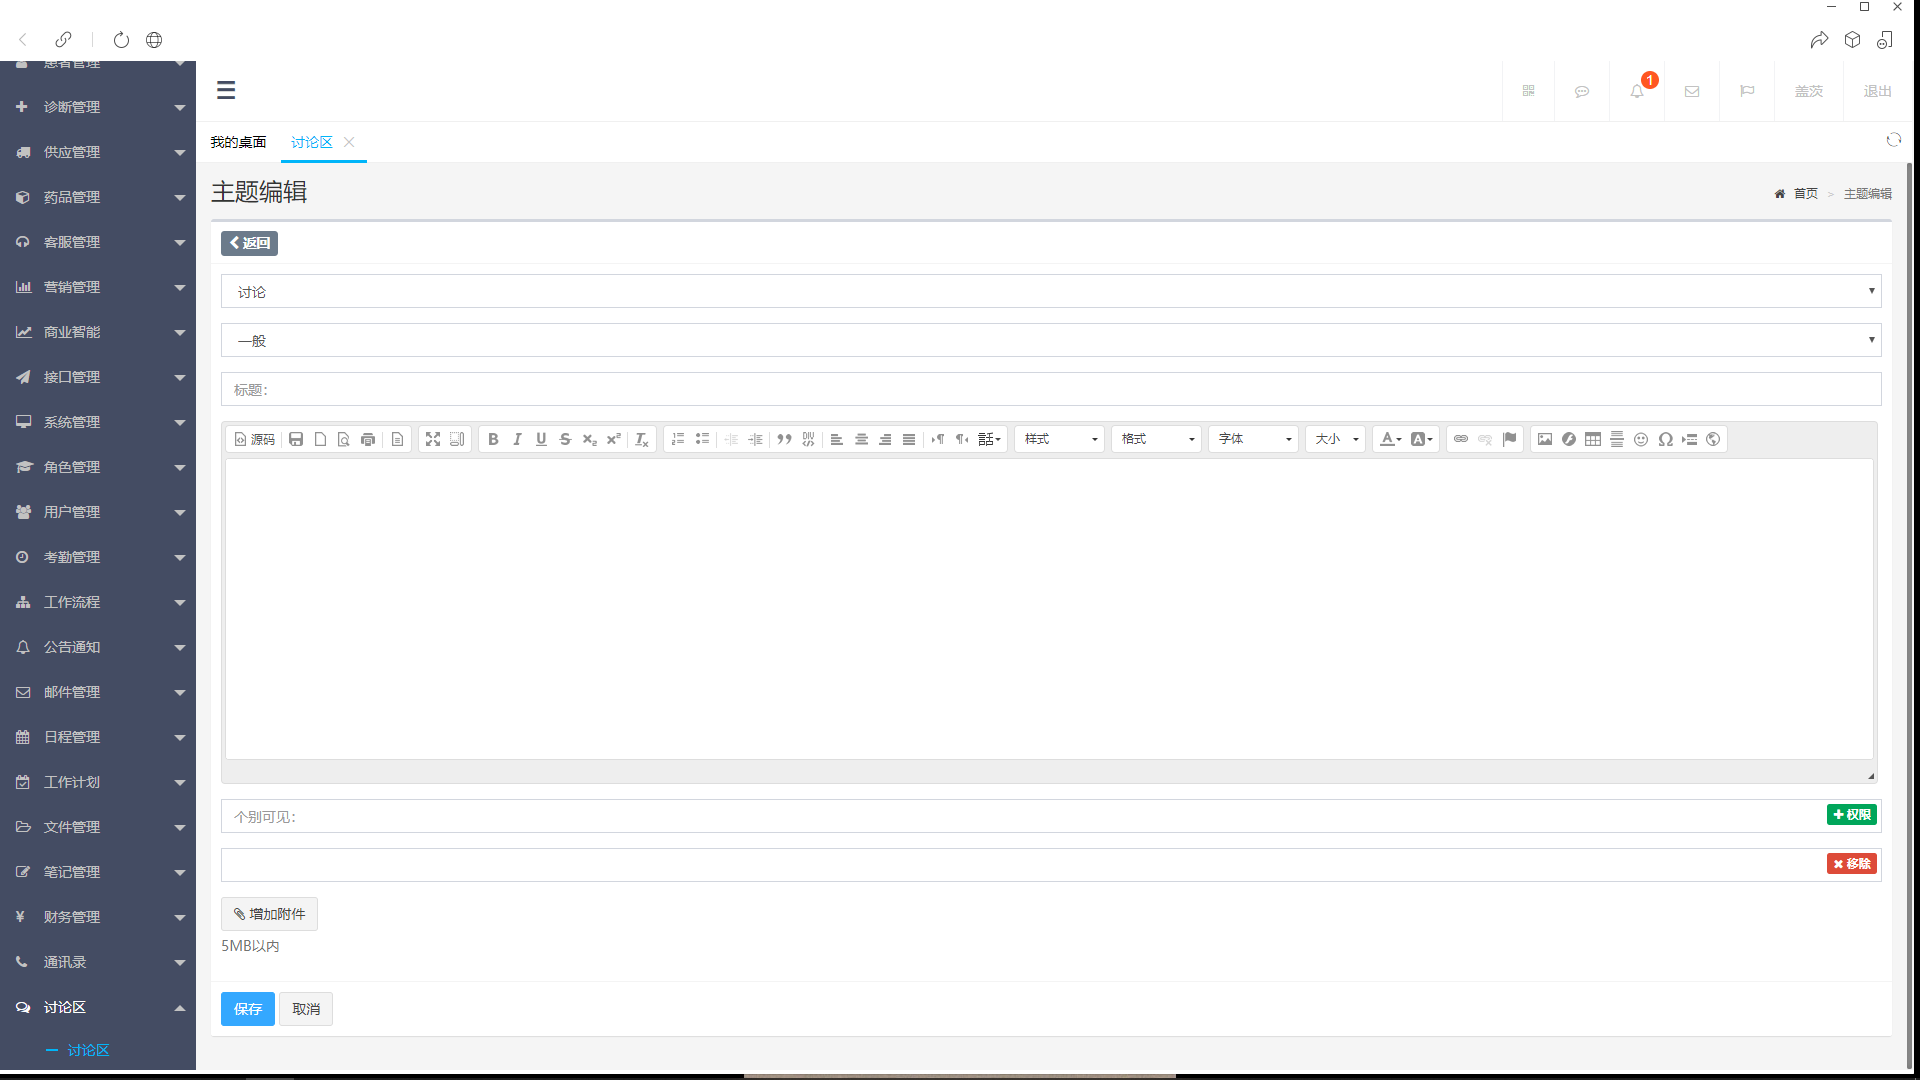 患者管理
诊断管理
供应管理
药品管理
客服管理
营销管理
商业智能
接口管理
系统管理
角色管理
用户管理
考勤管理
工作流程
公告通知
邮件管理
日程管理
工作计划
文件管理
笔记管理
财务管理
通讯录
讨论区
讨论区
1
盖茨
退出
我的桌面
讨论区
主题编辑
首页 > 主题编辑
返回
讨论
一般
标题:
源码
样式
格式
字体
大小
个别可见:
权限
移除
增加附件
5MB以内
保存
取消